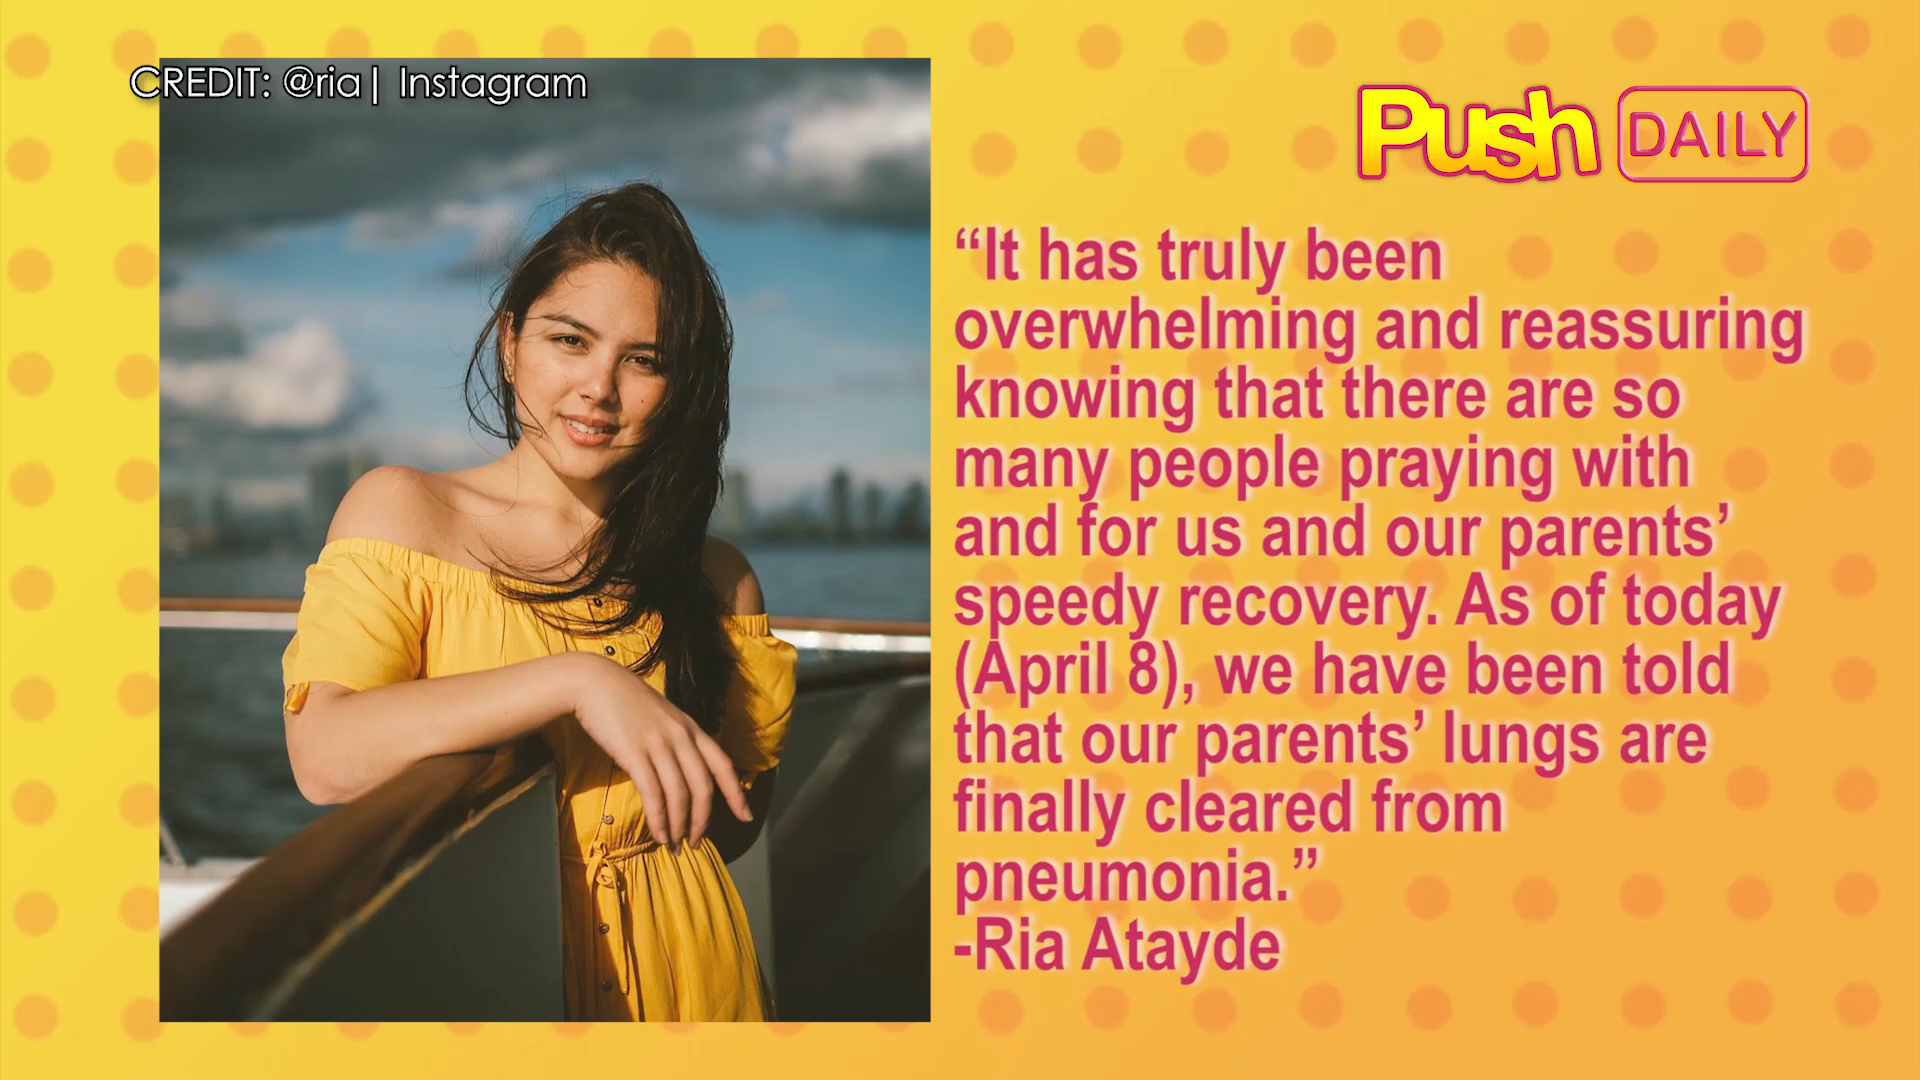 CREDIT: @ria| Instagram
Push DAILY
“It has truly been
overwhelming and reassuring
knowing that there are so
many people praying with
and for us and our parents’
speedy recovery. As of today
(April 8), we have been told
that our parents’ lungs are
finally cleared from
pneumonia.”
-Ria Atayde